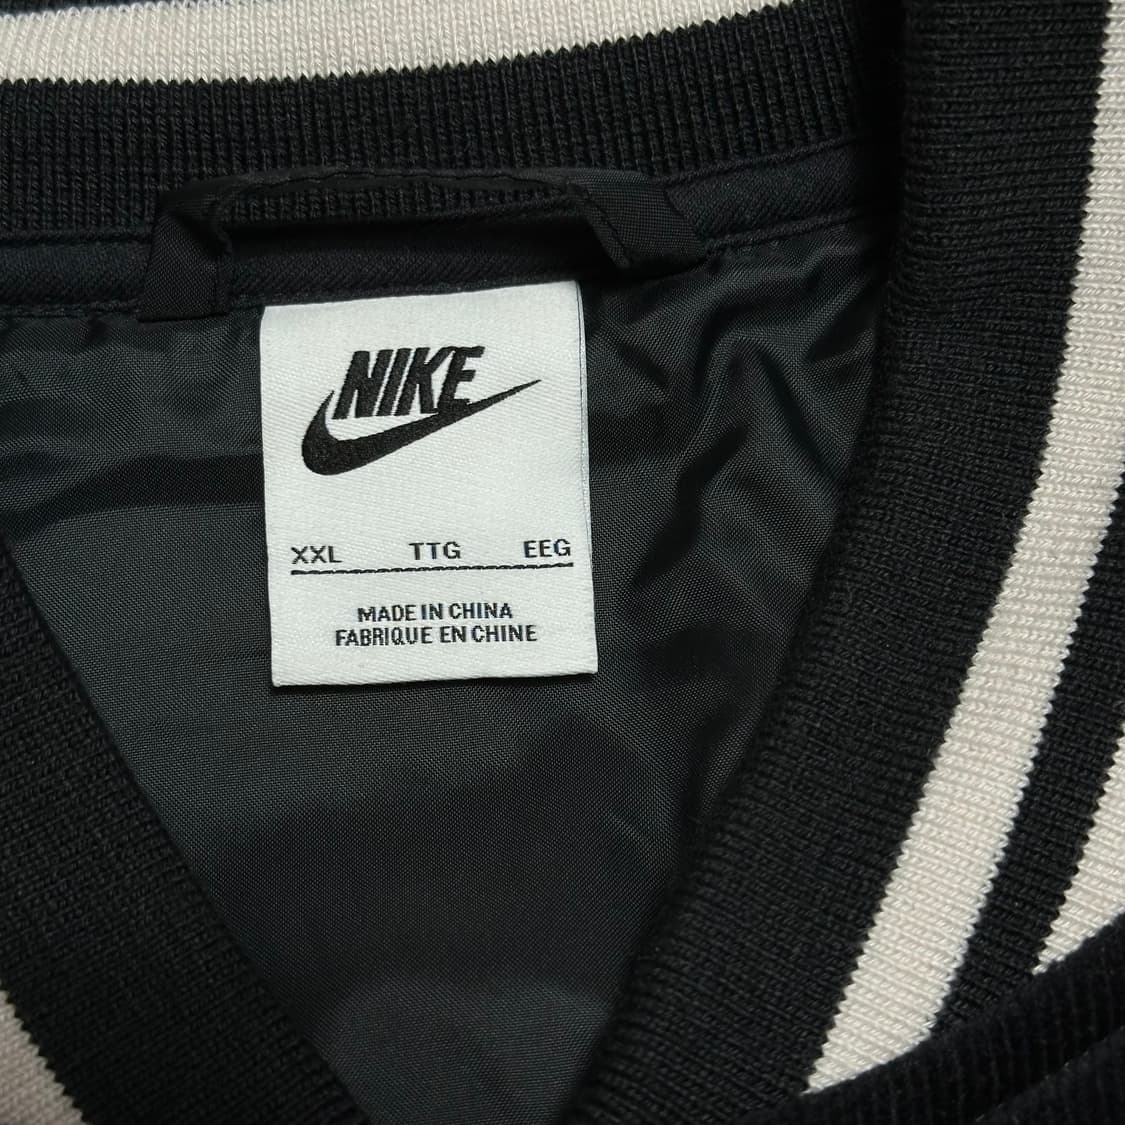 NIKE
XXL TTG EEG
MADE IN CHINA
FABRIQUE EN CHINE